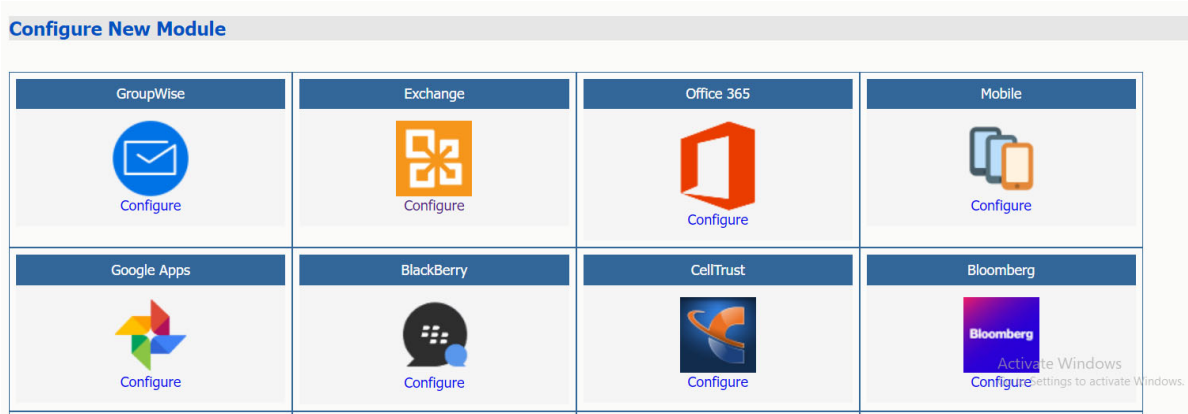 Configure New Module
GroupWise Exchange Office 365 Mobile
Configure Configure Configure Configure
Google Apps BlackBerry CellTrust Bloomberg
Bloomberg
Activate Windows
Configure Configure Configure Configure
Settings to activate Windows.